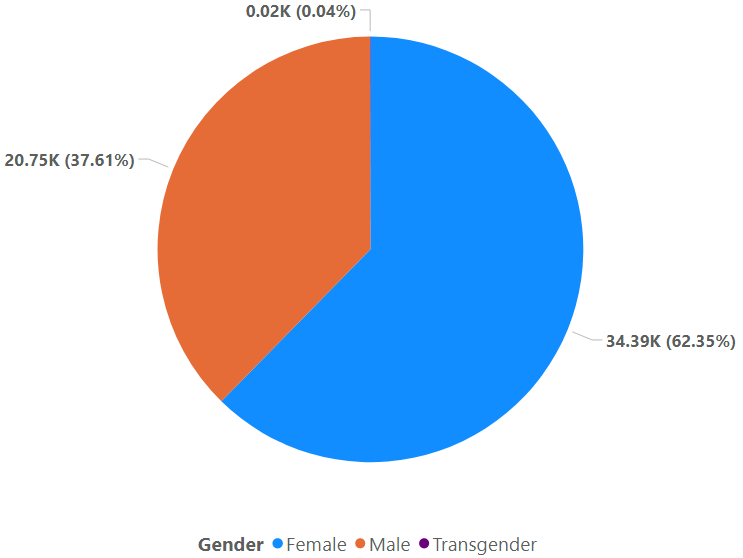 0.02K (0.04%)
20.75K (37.61%)
34.39K (62.35%)
Gender Female Male Transgender